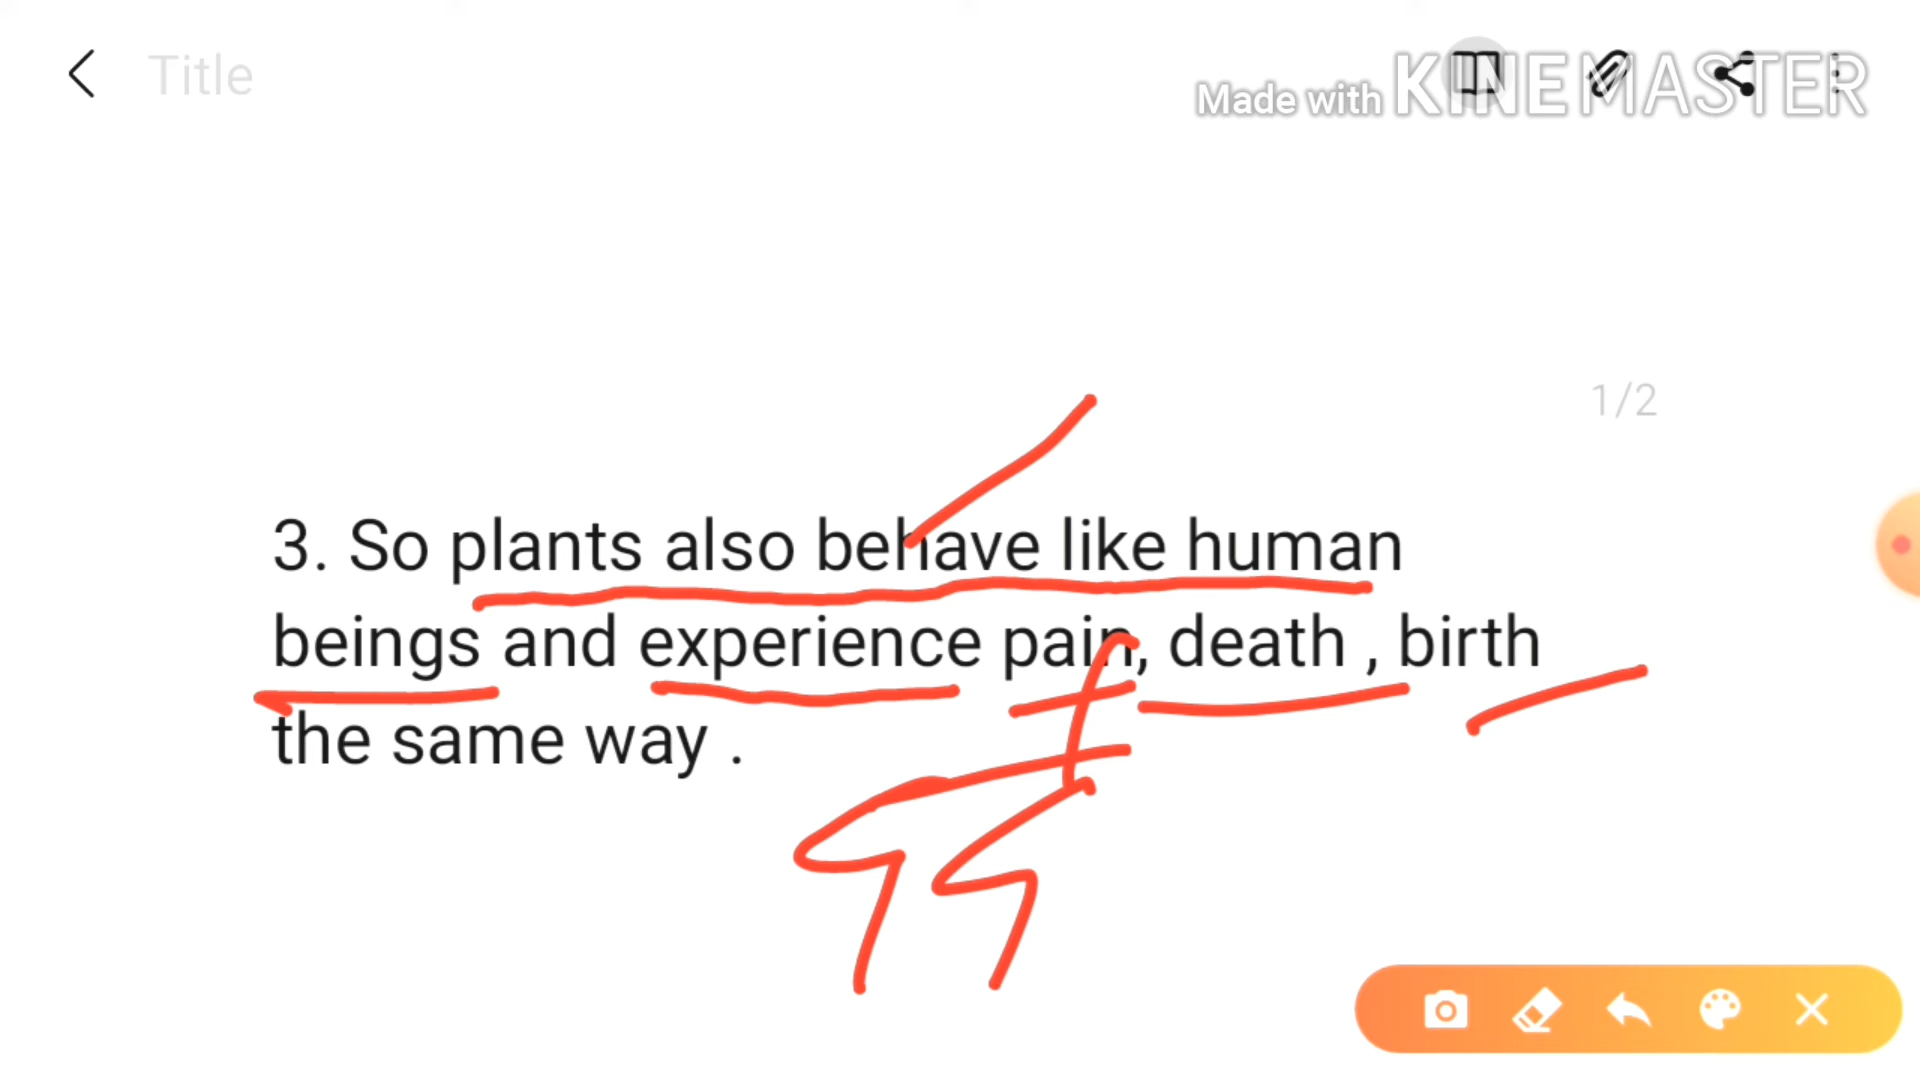 Title
Made with KINEMASTER
1/2
3. So plants also behave like human
beings and experience pain, death , birth
the same way .